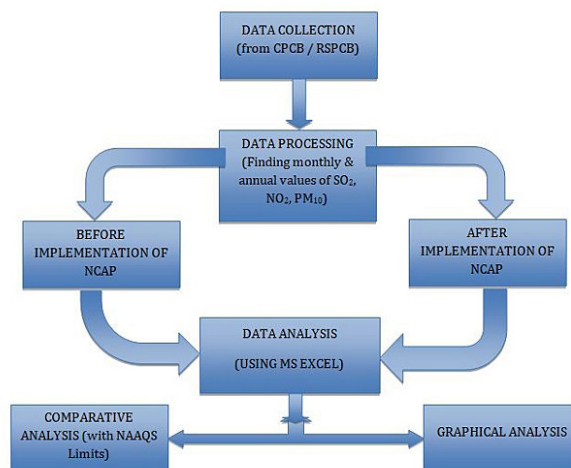 DATA COLLECTION
(from CPCB / RSPCB)
DATA PROCESSING
(Finding monthly &
annual values of SO₂,
NO₂, PM₁₀)
BEFORE
IMPLEMENTATION OF
NCAP
AFTER
IMPLEMENTATION OF
NCAP
DATA ANALYSIS
(USING MS EXCEL)
COMPARATIVE
ANALYSIS (with NAAQS
Limits)
GRAPHICAL ANALYSIS